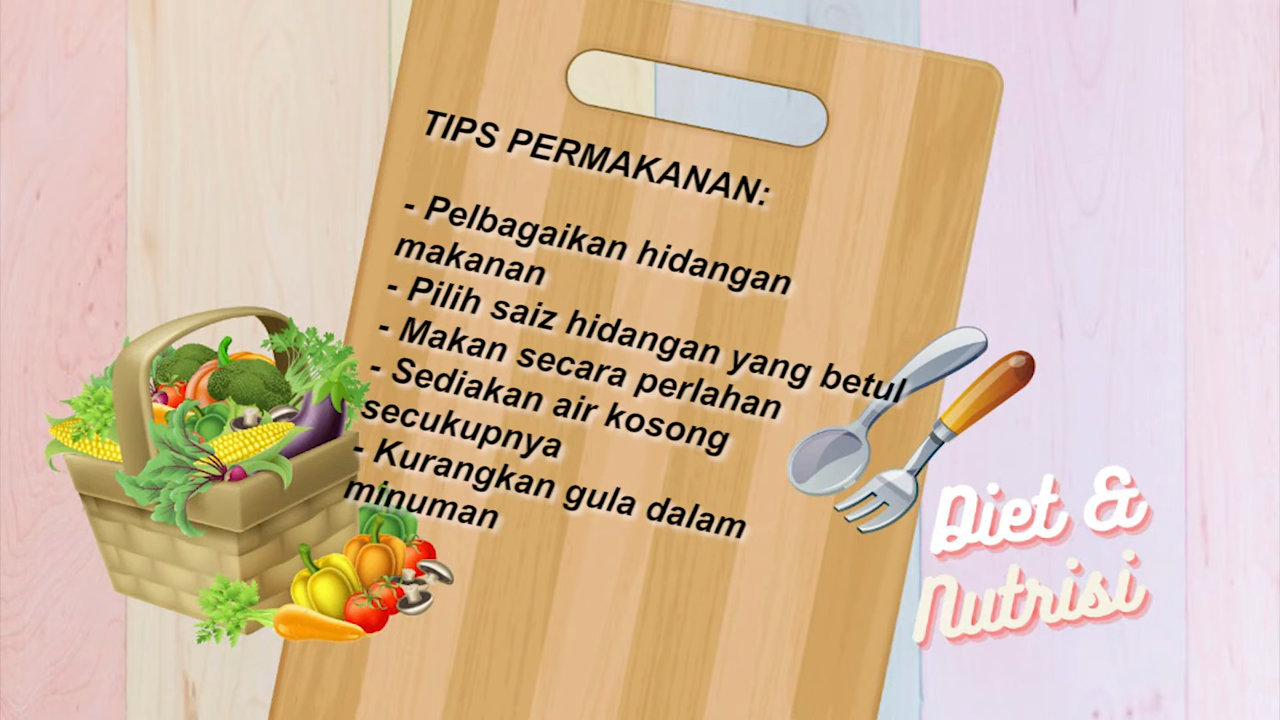 TIPS PERMAKANAN:
- Pelbagaikan hidangan
makanan
- Pilih saiz hidangan yang betul
- Makan secara perlahan
- Sediakan air kosong
secukupnya
- Kurangkan gula dalam
minuman
Diet &
Nutrisi